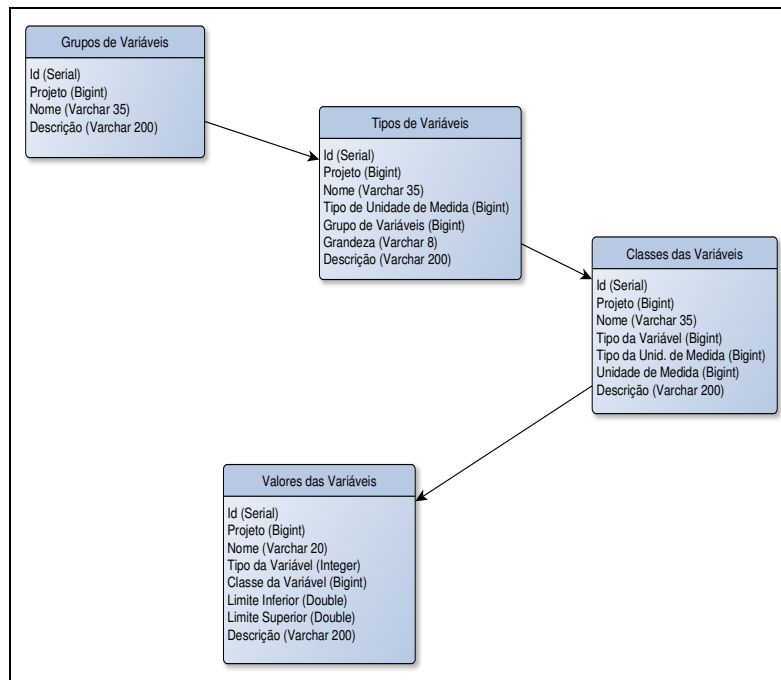 Grupos de Variáveis
Id (Serial)
Projeto (Bigint)
Nome (Varchar 35)
Descrição (Varchar 200)
Tipos de Variáveis
Id (Serial)
Projeto (Bigint)
Nome (Varchar 35)
Tipo de Unidade de Medida (Bigint)
Grupo de Variáveis (Bigint)
Grandeza (Varchar 8)
Descrição (Varchar 200)
Classes das Variáveis
Id (Serial)
Projeto (Bigint)
Nome (Varchar 35)
Tipo da Variável (Bigint)
Tipo da Unid. de Medida (Bigint)
Unidade de Medida (Bigint)
Descrição (Varchar 200)
Valores das Variáveis
Id (Serial)
Projeto (Bigint)
Nome (Varchar 20)
Tipo da Variável (Integer)
Classe da Variável (Bigint)
Limite Inferior (Double)
Limite Superior (Double)
Descrição (Varchar 200)